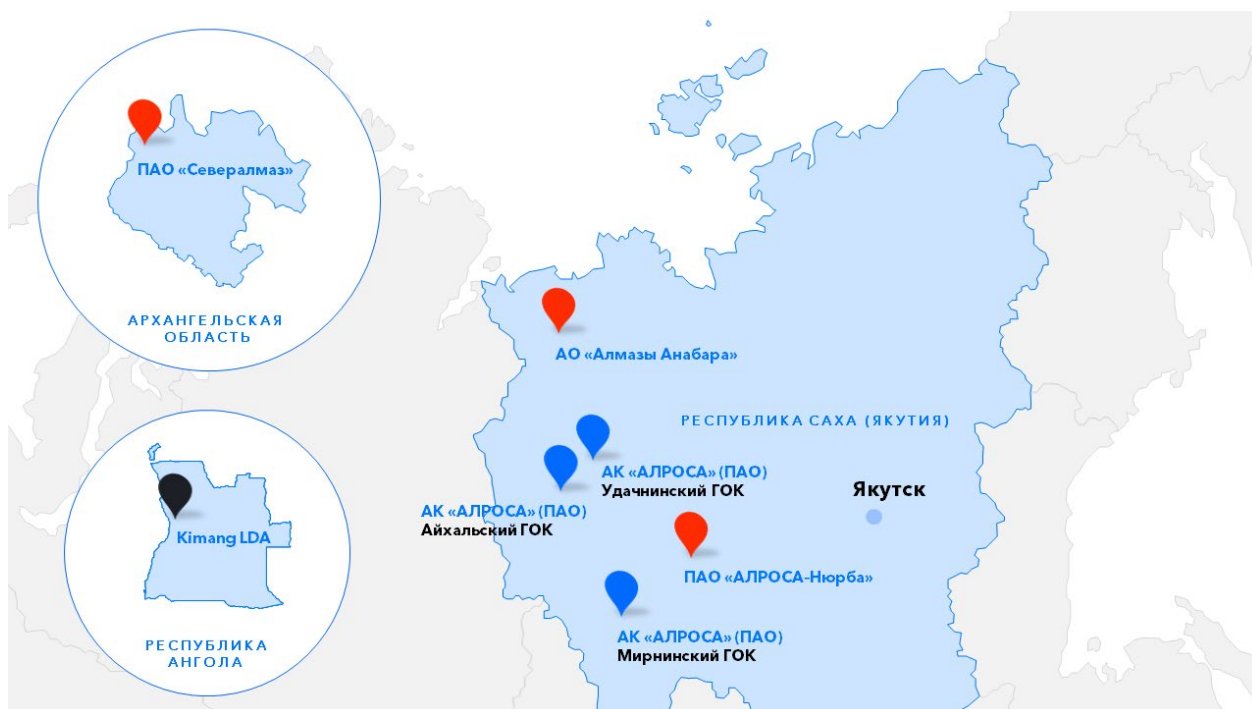 ПАО «Севералмаз»
АРХАНГЕЛЬСКАЯ
ОБЛАСТЬ
АО «Алмазы Анабара»
РЕСПУБЛИКА САХА (ЯКУТИЯ)
АК «АЛРОСА» (ПАО)
Удачнинский ГОК
АК «АЛРОСА» (ПАО)
Айхальский ГОК
Якутск
Kimang LDA
ПАО «АЛРОСА-Нюрба»
АК «АЛРОСА» (ПАО)
Мирнинский ГОК
РЕСПУБЛИКА
АНГОЛА